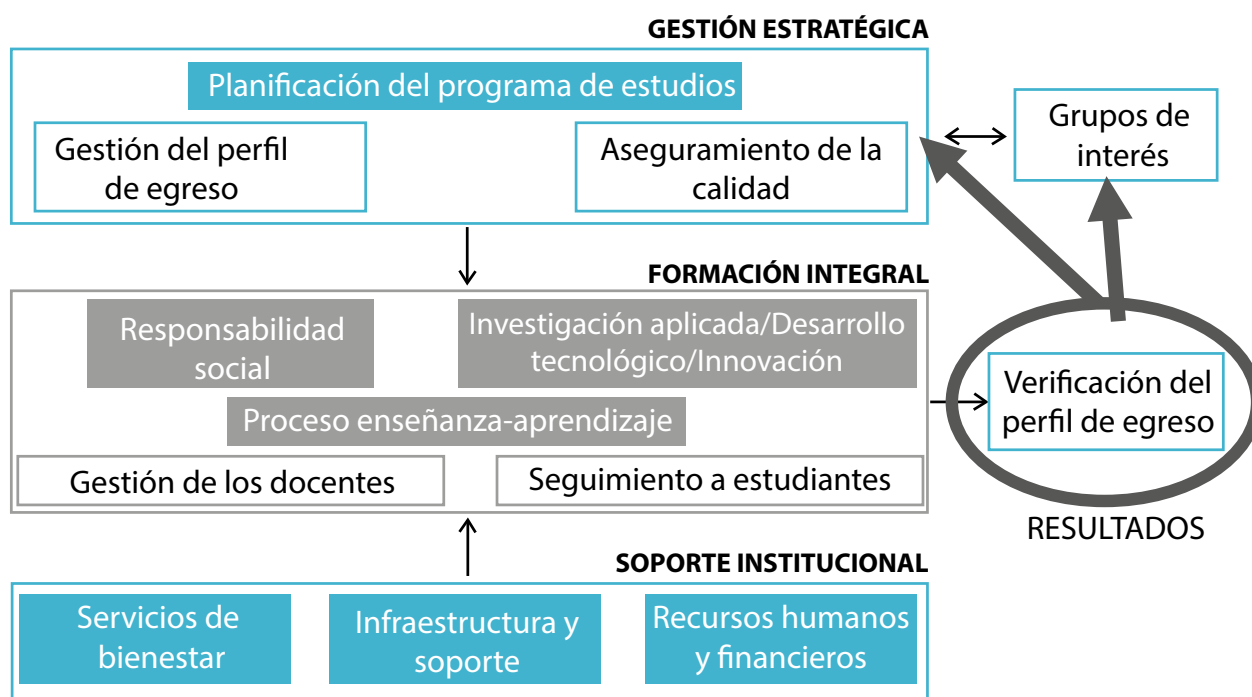 GESTIÓN ESTRATÉGICA
Planificación del programa de estudios
Gestión del perfil
de egreso
Aseguramiento de la
calidad
Grupos de
interés
FORMACIÓN INTEGRAL
Responsabilidad
social
Investigación aplicada/Desarrollo
tecnológico/Innovación
Proceso enseñanza-aprendizaje
Gestión de los docentes
Seguimiento a estudiantes
Verificación del
perfil de egreso
RESULTADOS
SOPORTE INSTITUCIONAL
Servicios de
bienestar
Infraestructura y
soporte
Recursos humanos
y financieros